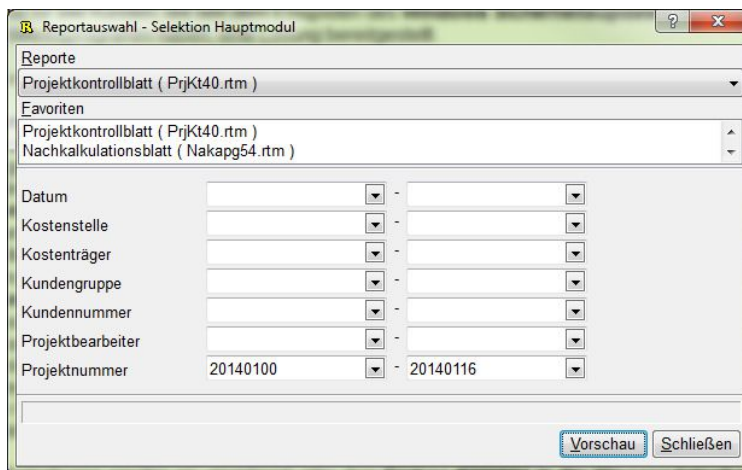 Reportauswahl - Selektion Hauptmodul
Reporte
Projektkontrollblatt ( PrjKt40.rtm )
Favoriten
Projektkontrollblatt ( PrjKt40.rtm )
Nachkalkulationsblatt ( Nakapg54.rtm )
Datum -
Kostenstelle -
Kostenträger -
Kundengruppe -
Kundennummer -
Projektbearbeiter -
Projektnummer 20140100 - 20140116
Vorschau Schließen